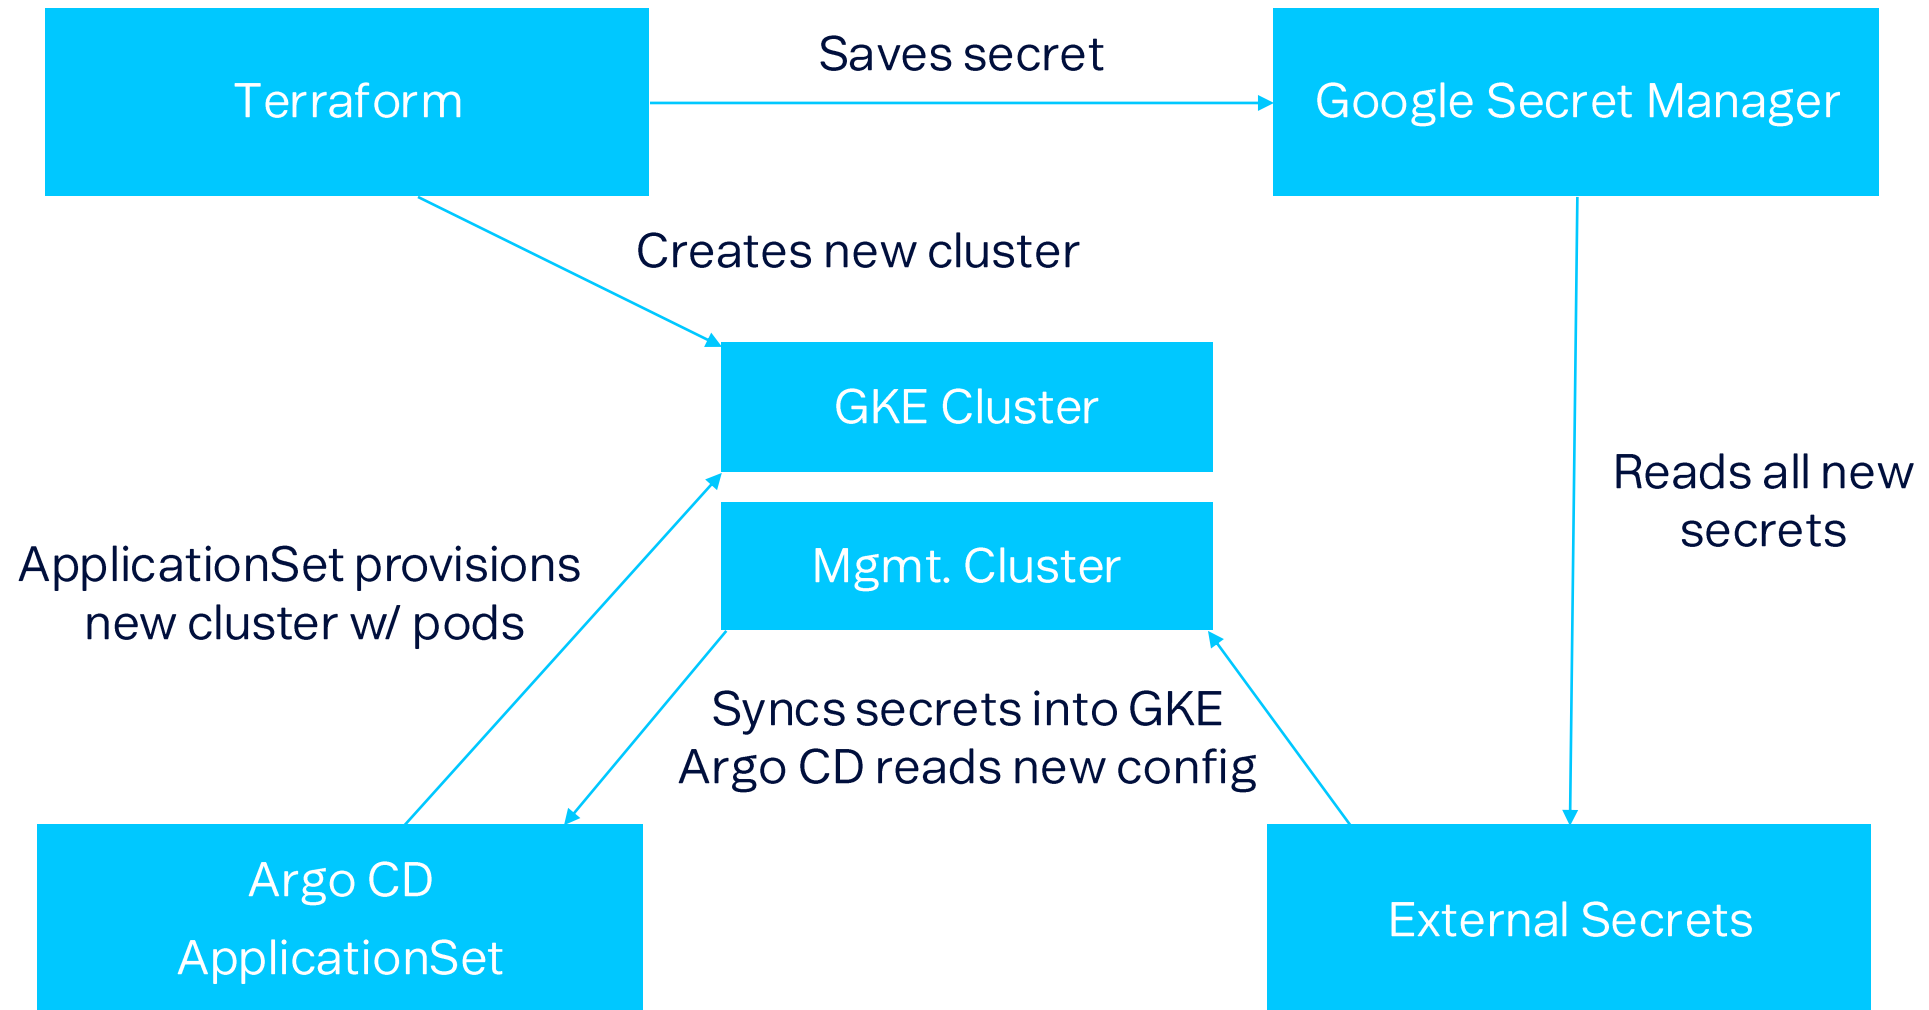 Terraform
Saves secret
Google Secret Manager
Creates new cluster
GKE Cluster
Reads all new
secrets
Mgmt. Cluster
ApplicationSet provisions
new cluster w/ pods
Syncs secrets into GKE
Argo CD reads new config
Argo CD
ApplicationSet
External Secrets